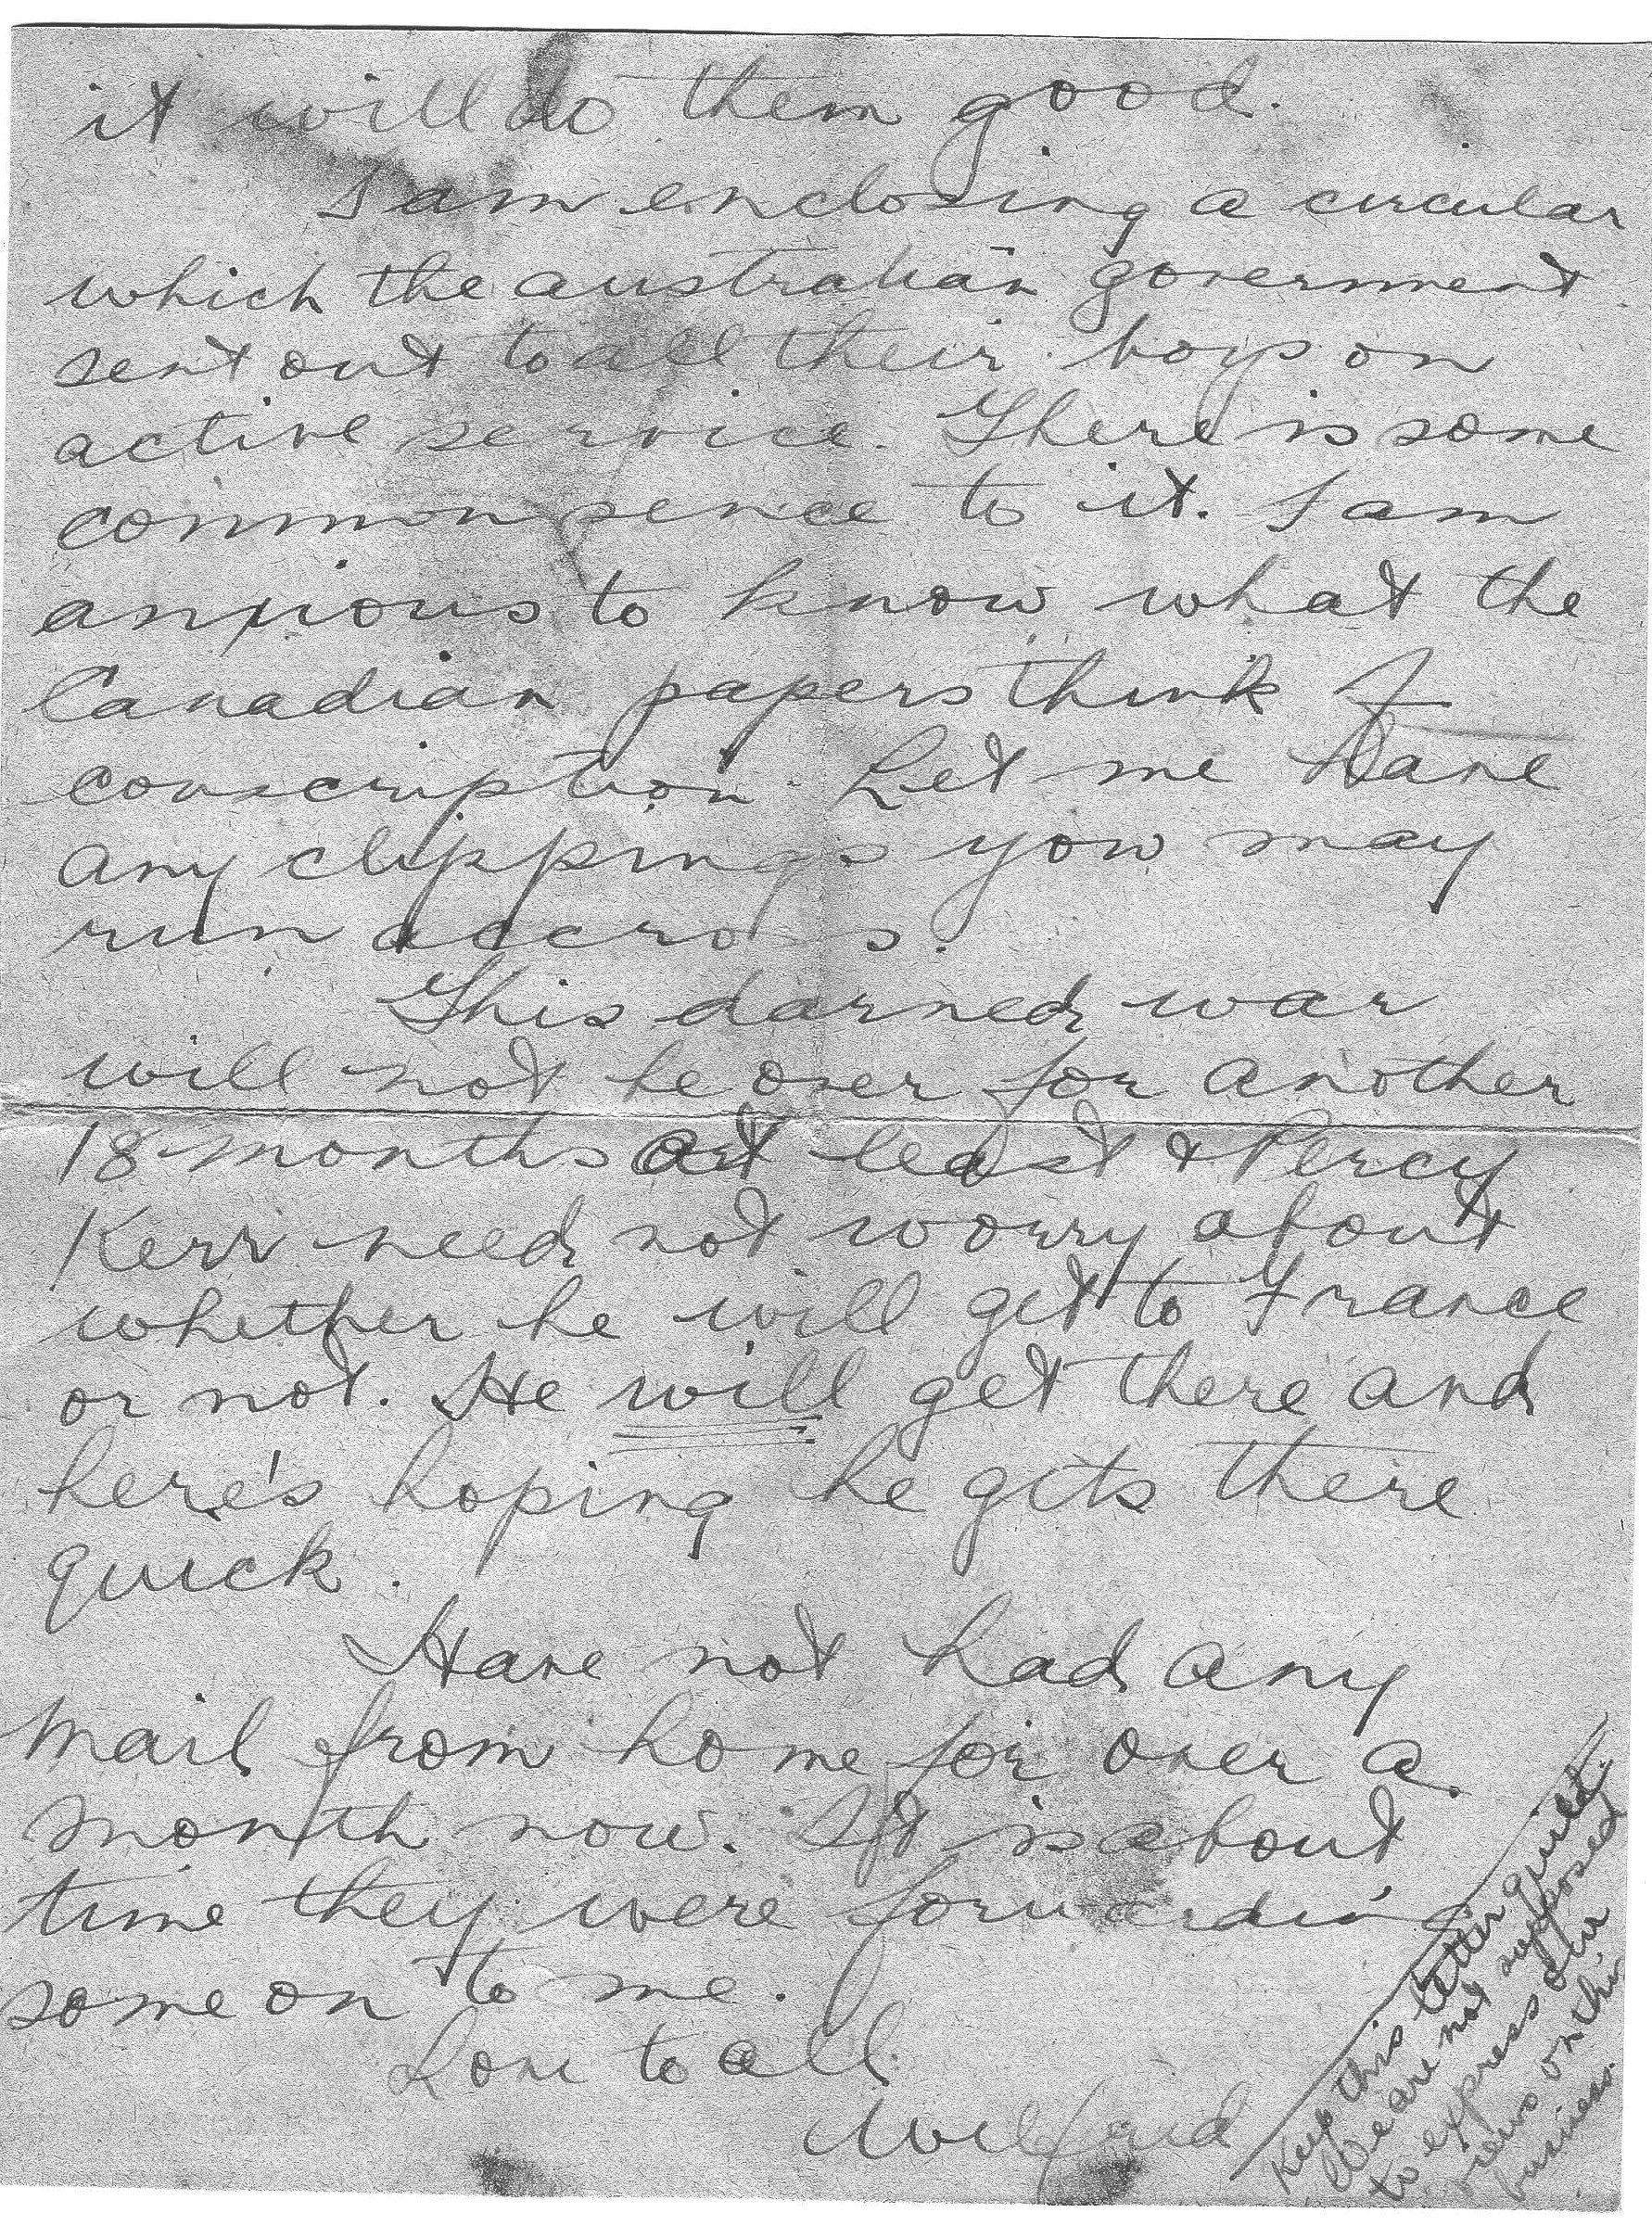 it will do them good.
I am enclosing a circular
which the australian government
sent out to all their boys on
active service. There is some
common sence to it. I am
anxious to know what the
Canadian papers think of
conscription. Let me have
any clippings you may
run accross.
This darned war
will not be over for another
18 months at least & Percy
Kerr need not worry about
whether he will get to France
or not. He will get there and
here's hoping he gets there
quick.
Have not had any
mail from home for over a
month now. It is about
time they were forwarding
some on to me.
Love to all
Wilfaid
Keep this letter quiet.
We are not supposed
to express our
views on this
business.